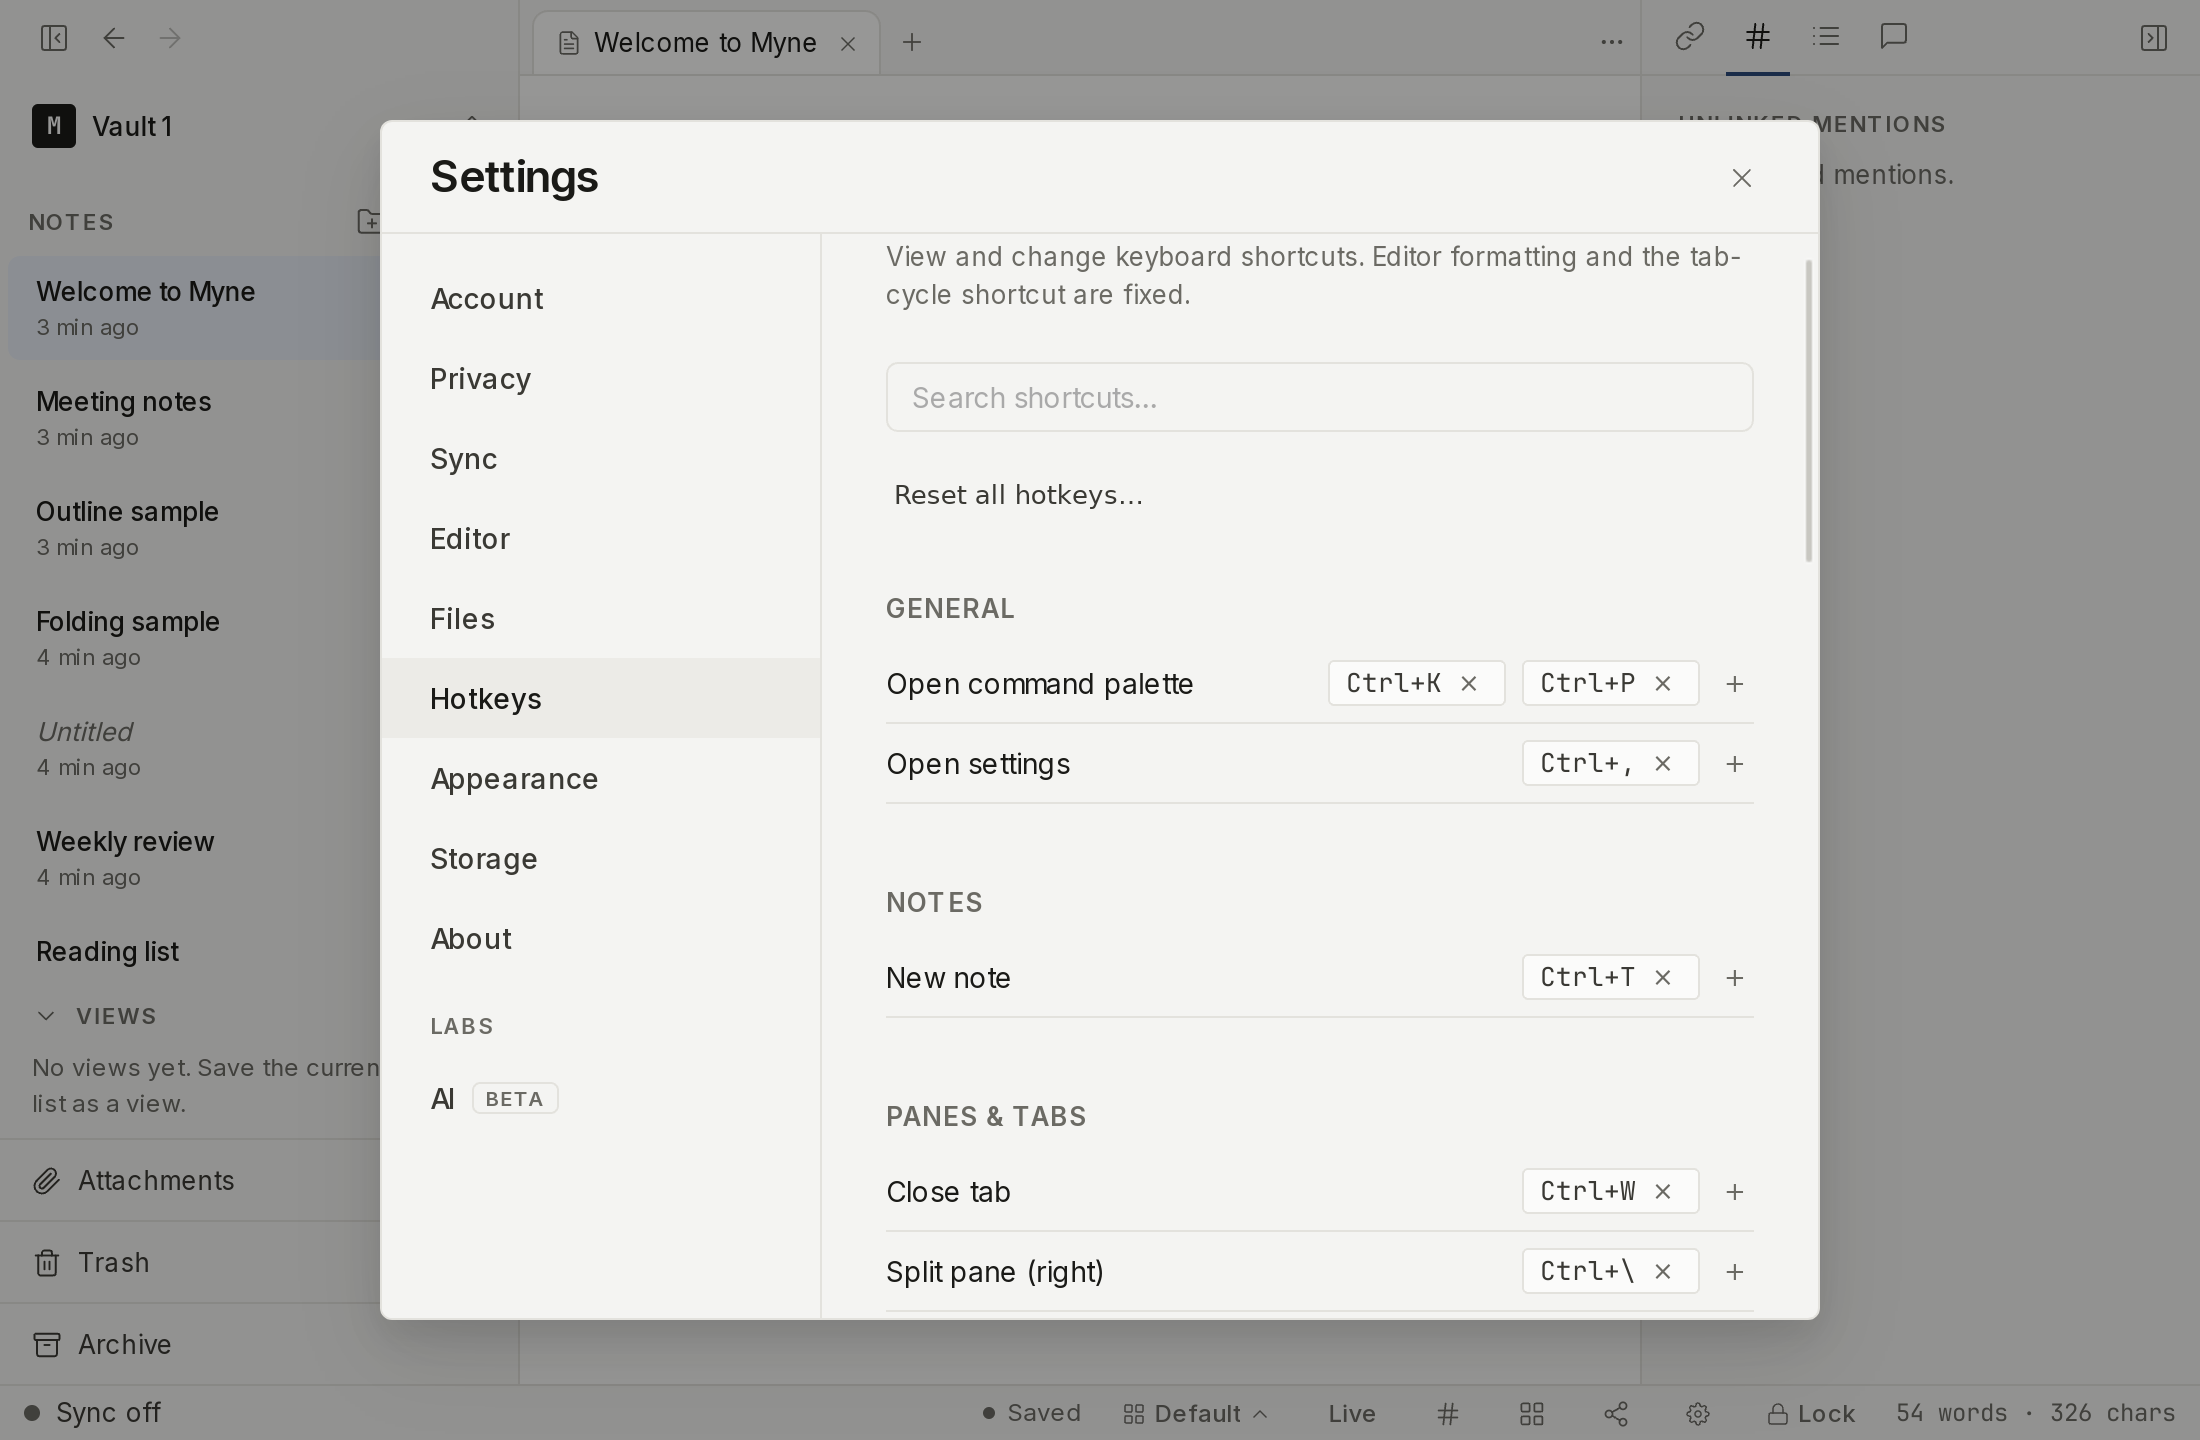 Welcome to Myne
M Vault 1
UNLINKED MENTIONS
mentions.
NOTES
Welcome to Myne
3 min ago
Meeting notes
3 min ago
Outline sample
3 min ago
Folding sample
4 min ago
Untitled
4 min ago
Weekly review
4 min ago
Reading list
VIEWS
No views yet. Save the curren
list as a view.
Attachments
Trash
Archive
Settings
Account
Privacy
Sync
Editor
Files
Hotkeys
Appearance
Storage
About
LABS
AI BETA
View and change keyboard shortcuts. Editor formatting and the tab-
cycle shortcut are fixed.
Search shortcuts...
Reset all hotkeys...
GENERAL
Open command palette Ctrl+K Ctrl+P
Open settings Ctrl+,
NOTES
New note Ctrl+T
PANES & TABS
Close tab Ctrl+W
Split pane (right) Ctrl+\
Sync off
Saved Default Live Lock 54 words · 326 chars